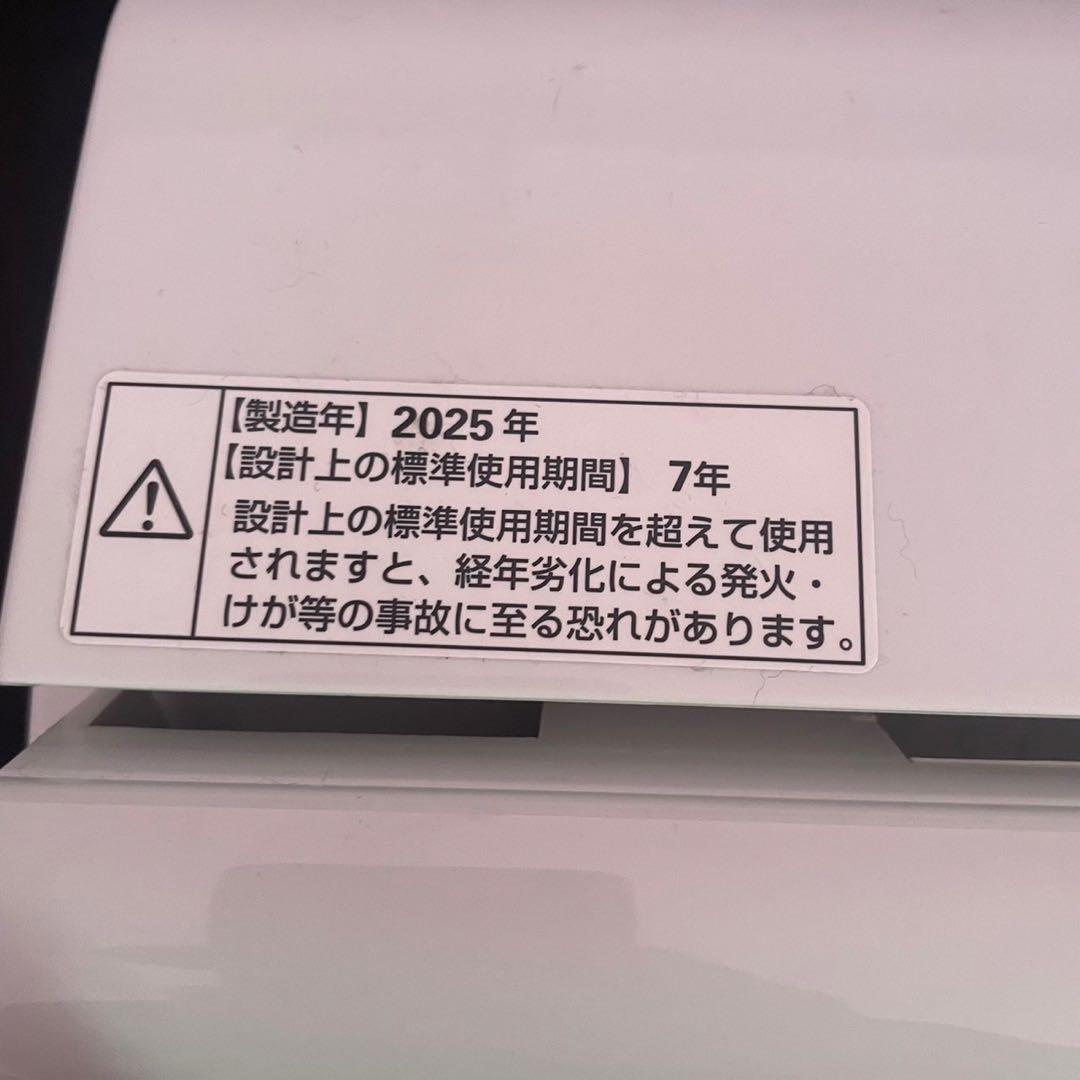 【製造年】 2025 年
【設計上の標準使用期間】 7年
設計上の標準使用期間を超えて使用
されますと、経年劣化による発火・
けが等の事故に至る恐れがあります。